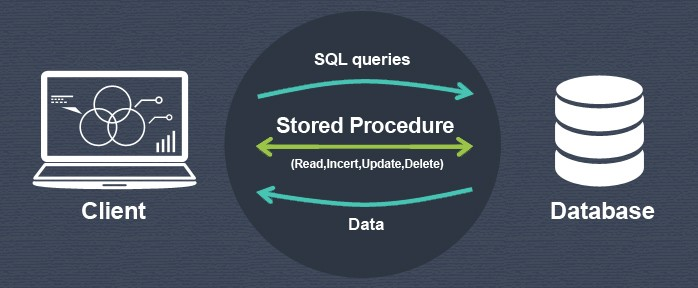 SQL queries
Stored Procedure
(Read,Incert,Update,Delete)
Data
Client
Database